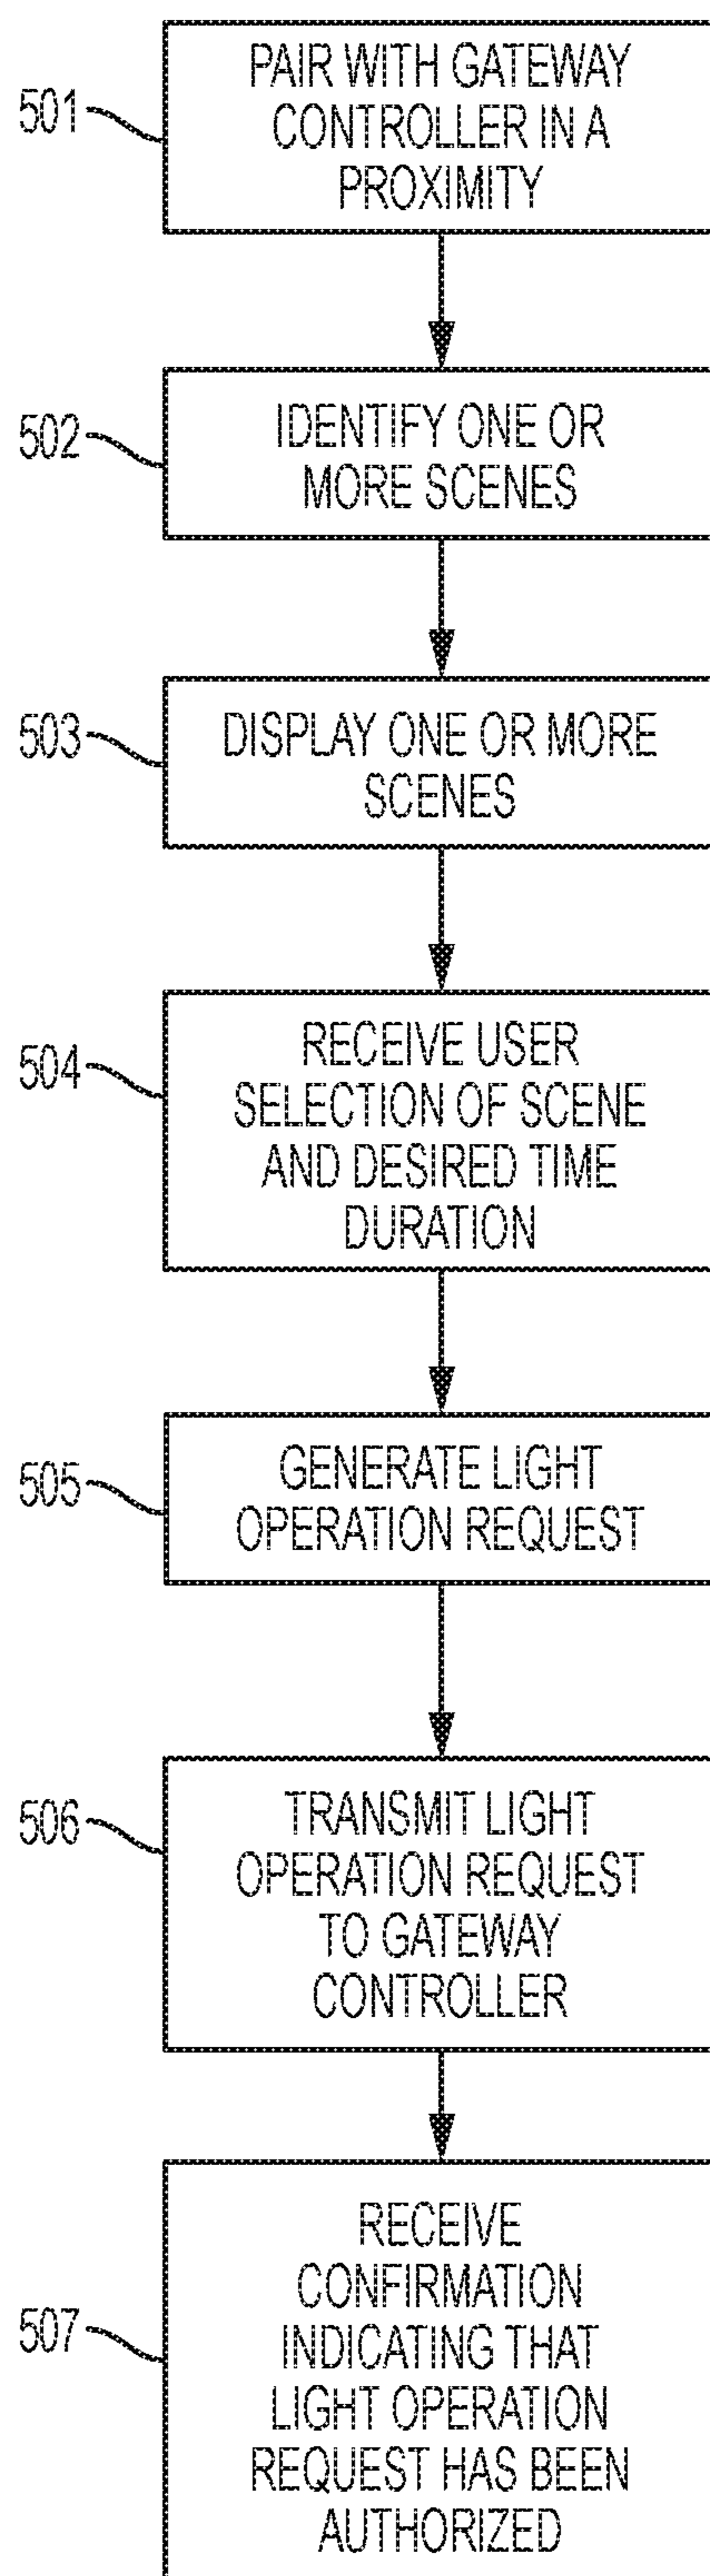 501
PAIR WITH GATEWAY
CONTROLLER IN A
PROXIMITY
502
IDENTIFY ONE OR
MORE SCENES
503
DISPLAY ONE OR MORE
SCENES
504
RECEIVE USER
SELECTION OF SCENE
AND DESIRED TIME
DURATION
505
GENERATE LIGHT
OPERATION REQUEST
506
TRANSMIT LIGHT
OPERATION REQUEST
TO GATEWAY
CONTROLLER
507
RECEIVE
CONFIRMATION
INDICATING THAT
LIGHT OPERATION
REQUEST HAS BEEN
AUTHORIZED